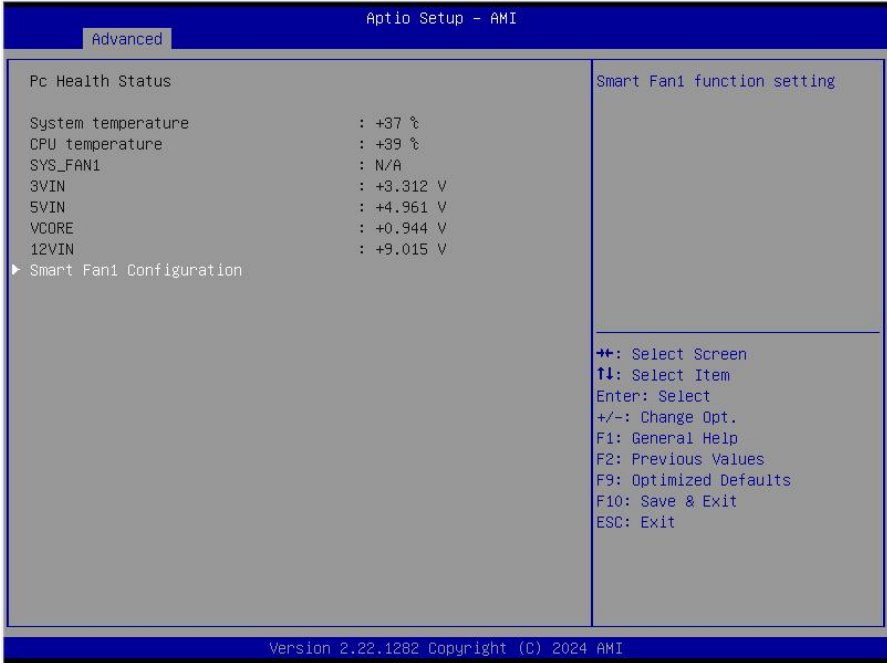 Aptio Setup – AMI
Advanced
Pc Health Status
System temperature : +37 ℃
CPU temperature : +39 ℃
SYS_FAN1 : N/A
3VIN : +3.312 V
5VIN : +4.961 V
VCORE : +0.944 V
12VIN : +9.015 V
▶ Smart Fan1 Configuration
Smart Fan1 function setting
→←: Select Screen
↑↓: Select Item
Enter: Select
+/-: Change Opt.
F1: General Help
F2: Previous Values
F9: Optimized Defaults
F10: Save & Exit
ESC: Exit
Version 2.22.1282 Copyright (C) 2024 AMI